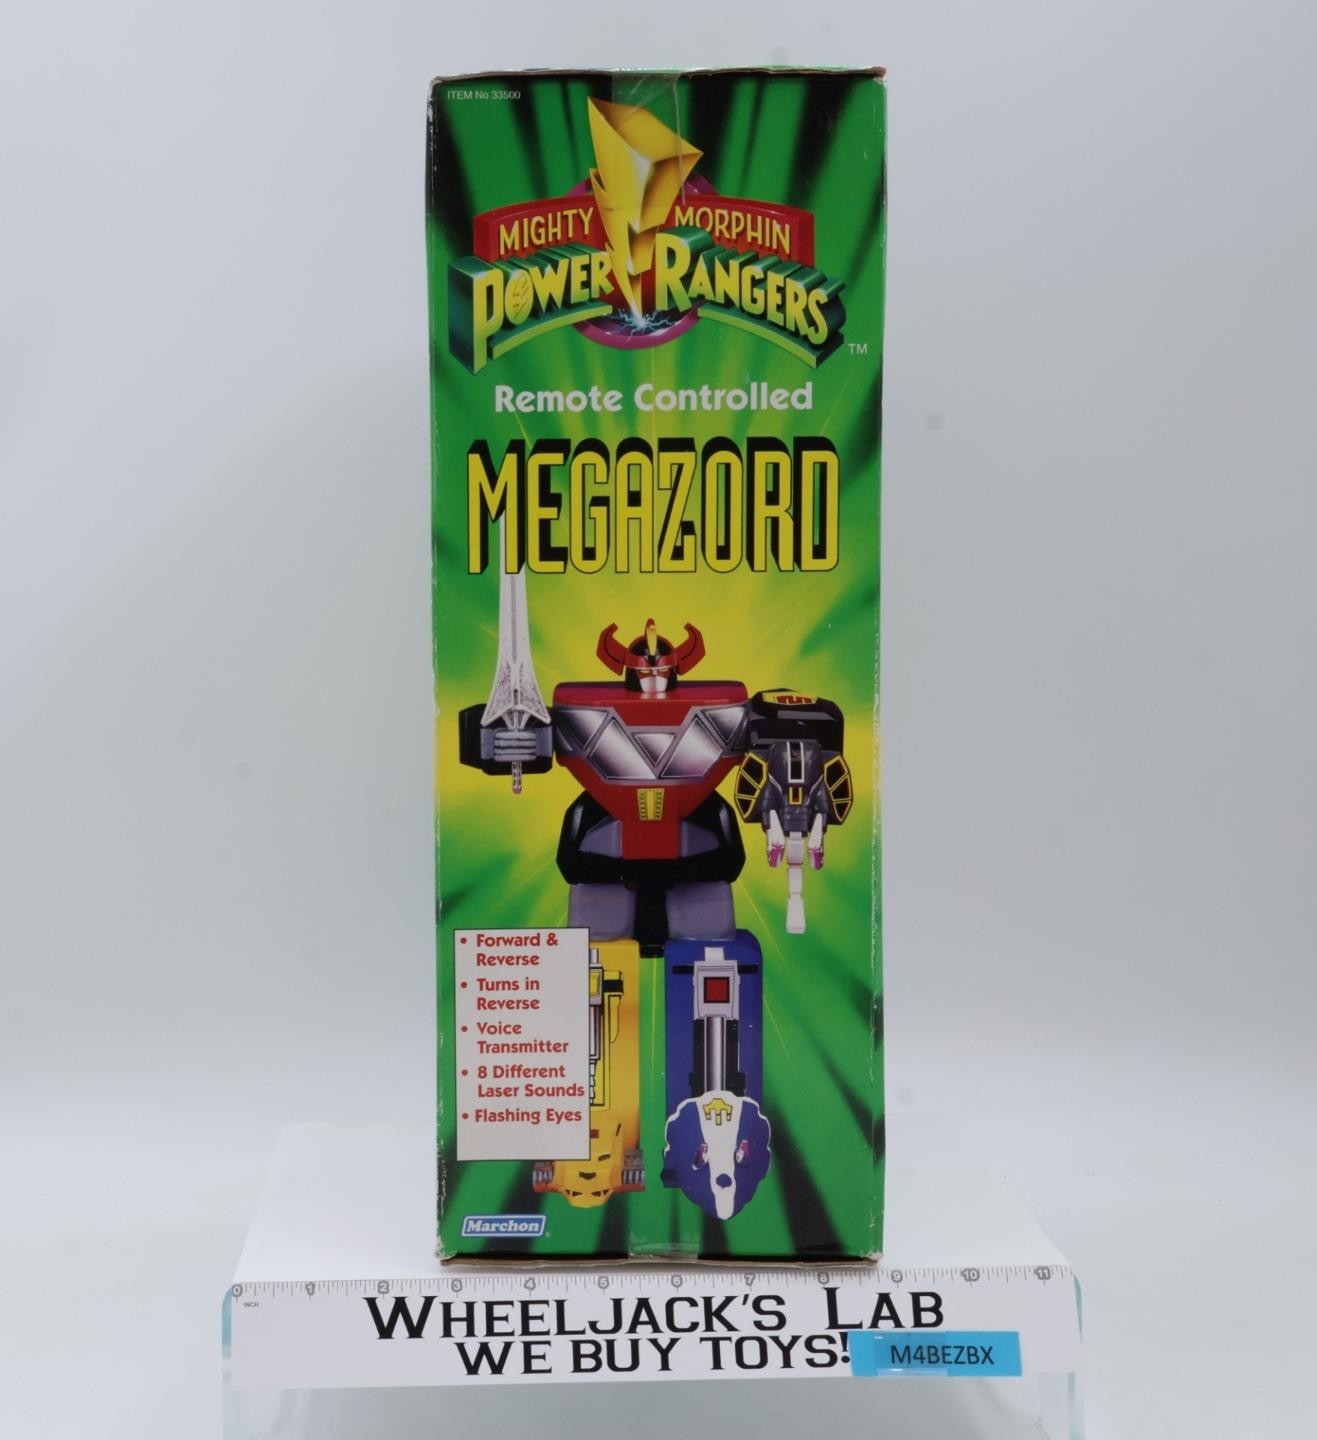 ITEM No 33500
MIGHTY MORPHIN
POWER RANGERS
TM
Remote Controlled
MEGAZORD
• Forward &
Reverse
• Turns in
Reverse
• Voice
Transmitter
• 8 Different
Laser Sounds
• Flashing Eyes
Marchon®
0 1 2 3 4 5 6 7 8 9 10 11
INCH
WHEELJACK'S LAB
WE BUY TOYS!
M4BEZBX